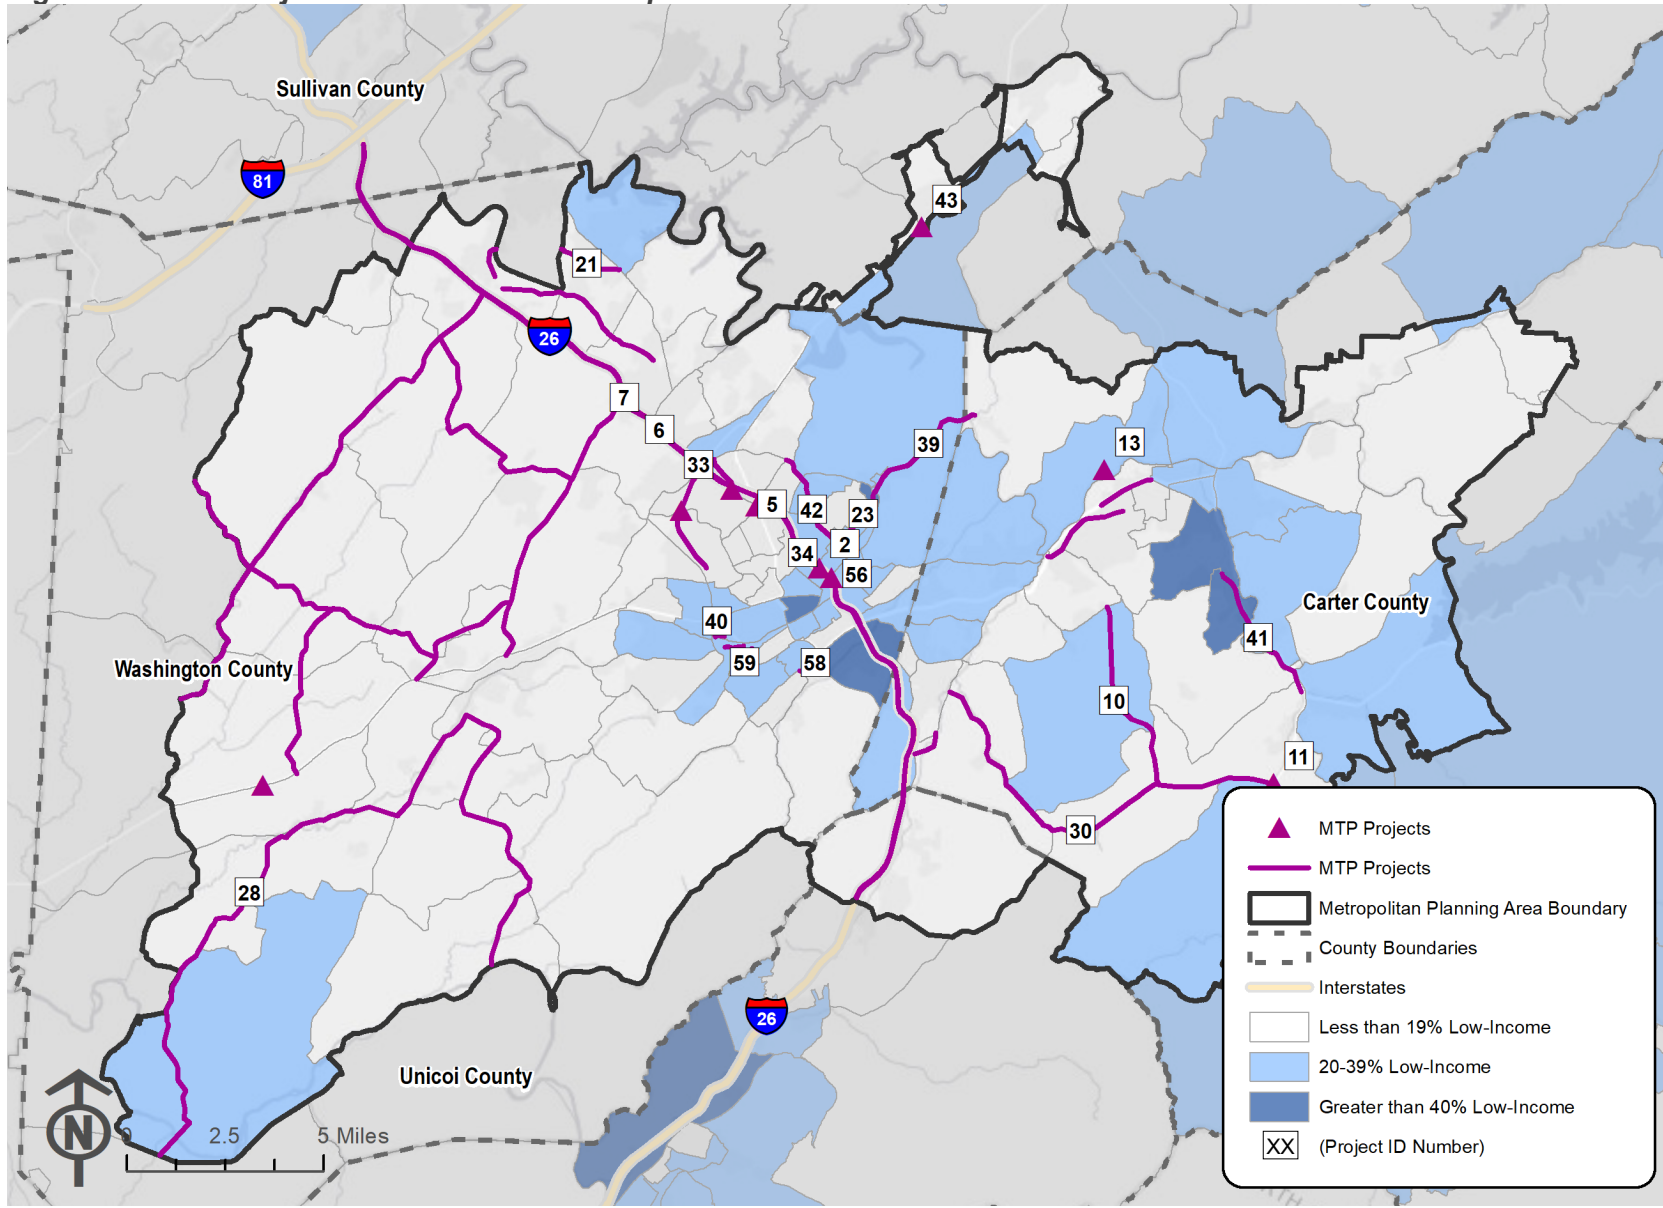 Sullivan County
81
43
21
26
7
6
39
13
33
5
42
23
2
34
56
Carter County
40
41
Washington County
59
58
10
11
30
28
MTP Projects
MTP Projects
Metropolitan Planning Area Boundary
County Boundaries
Interstates
Less than 19% Low-Income
20-39% Low-Income
Greater than 40% Low-Income
XX (Project ID Number)
26
Unicoi County
N
0 2.5 5 Miles